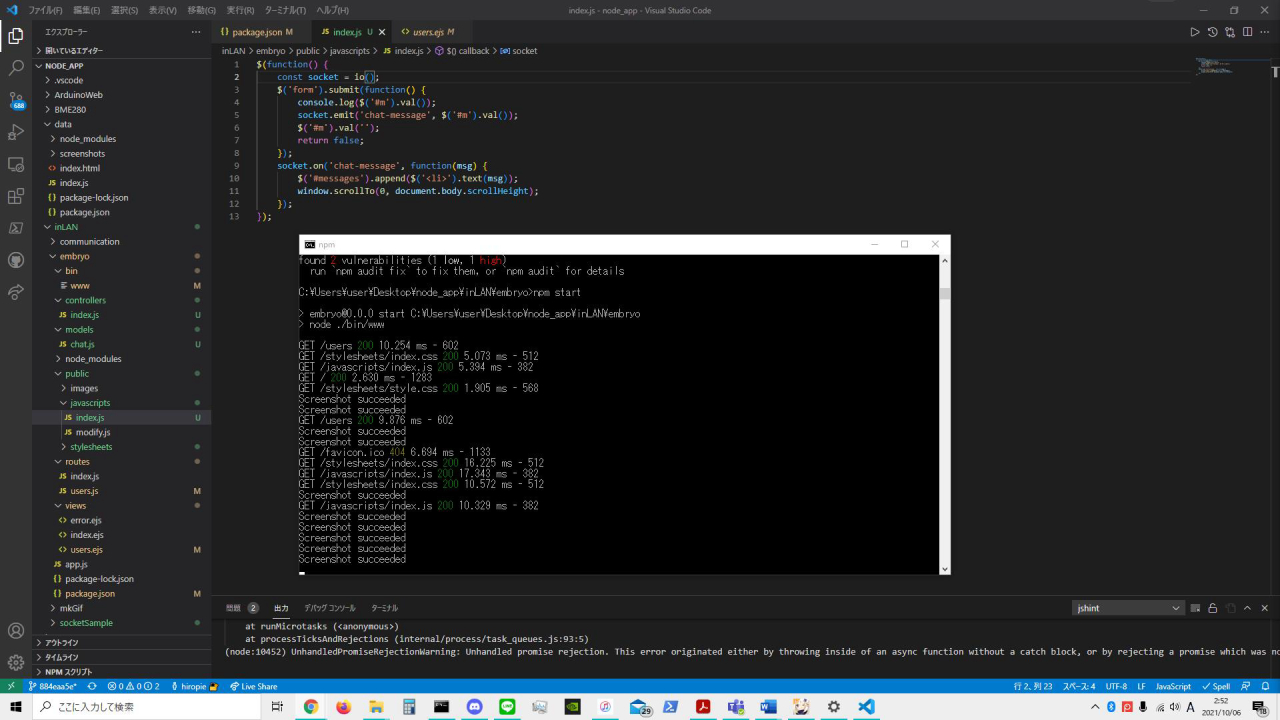 ファイル(F) 編集(E) 選択(S) 表示(V) 移動(G) 実行(R) ターミナル(T) ヘルプ(H)
index.js - node_app - Visual Studio Code
エクスプローラー
package.json M
index.js U
users.ejs M
開いているエディター
inLAN > embryo > public > javascripts > index.js > $() callback > socket
NODE_APP
.vscode
ArduinoWeb
BME280
data
node_modules
screenshots
index.html
index.js
package-lock.json
package.json
inLAN
communication
embryo
bin
www M
controllers
index.js U
models
chat.js U
node_modules
public
images
javascripts
index.js U
modify.js
stylesheets
routes
index.js
users.js M
views
error.ejs
index.ejs
users.ejs M
app.js
package-lock.json
package.json M
mkGif
socketSample
アウトライン
タイムライン
NPM スクリプト
688
1 $(function() {
2 const socket = io();
3 $('form').submit(function() {
4 console.log($('#m').val());
5 socket.emit('chat-message', $('#m').val());
6 $('#m').val('');
7 return false;
8 });
9 socket.on('chat-message', function(msg) {
10 $('#messages').append($('<li>').text(msg));
11 window.scrollTo(0, document.body.scrollHeight);
12 });
13 });
npm
found 2 vulnerabilities (1 low, 1 high)
run `npm audit fix` to fix them, or `npm audit` for details
C:¥Users¥user¥Desktop¥node_app¥inLAN¥embryo>npm start
> embryo@0.0.0 start C:¥Users¥user¥Desktop¥node_app¥inLAN¥embryo
> node ./bin/www
GET /users 200 10.254 ms - 602
GET /stylesheets/index.css 200 5.073 ms - 512
GET /javascripts/index.js 200 5.394 ms - 382
GET / 200 2.630 ms - 1283
GET /stylesheets/style.css 200 1.905 ms - 568
Screenshot succeeded
Screenshot succeeded
GET /users 200 9.876 ms - 602
Screenshot succeeded
Screenshot succeeded
GET /favicon.ico 404 6.694 ms - 1133
GET /stylesheets/index.css 200 16.225 ms - 512
GET /javascripts/index.js 200 17.343 ms - 382
GET /stylesheets/index.css 200 10.572 ms - 512
Screenshot succeeded
GET /javascripts/index.js 200 10.329 ms - 382
Screenshot succeeded
Screenshot succeeded
Screenshot succeeded
Screenshot succeeded
Screenshot succeeded
問題 2 出力 デバッグ コンソール ターミナル
jshint
at runMicrotasks (<anonymous>)
at processTicksAndRejections (internal/process/task_queues.js:93:5)
(node:10452) UnhandledPromiseRejectionWarning: Unhandled promise rejection. This error originated either by throwing inside of an async function without a catch block, or by rejecting a promise which was no
884eaa5e* 0 0 2 hiropie Live Share
行 2、列 23 スペース: 4 UTF-8 LF JavaScript Spell
ここに入力して検索
29
A
2:52
2021/10/06
18